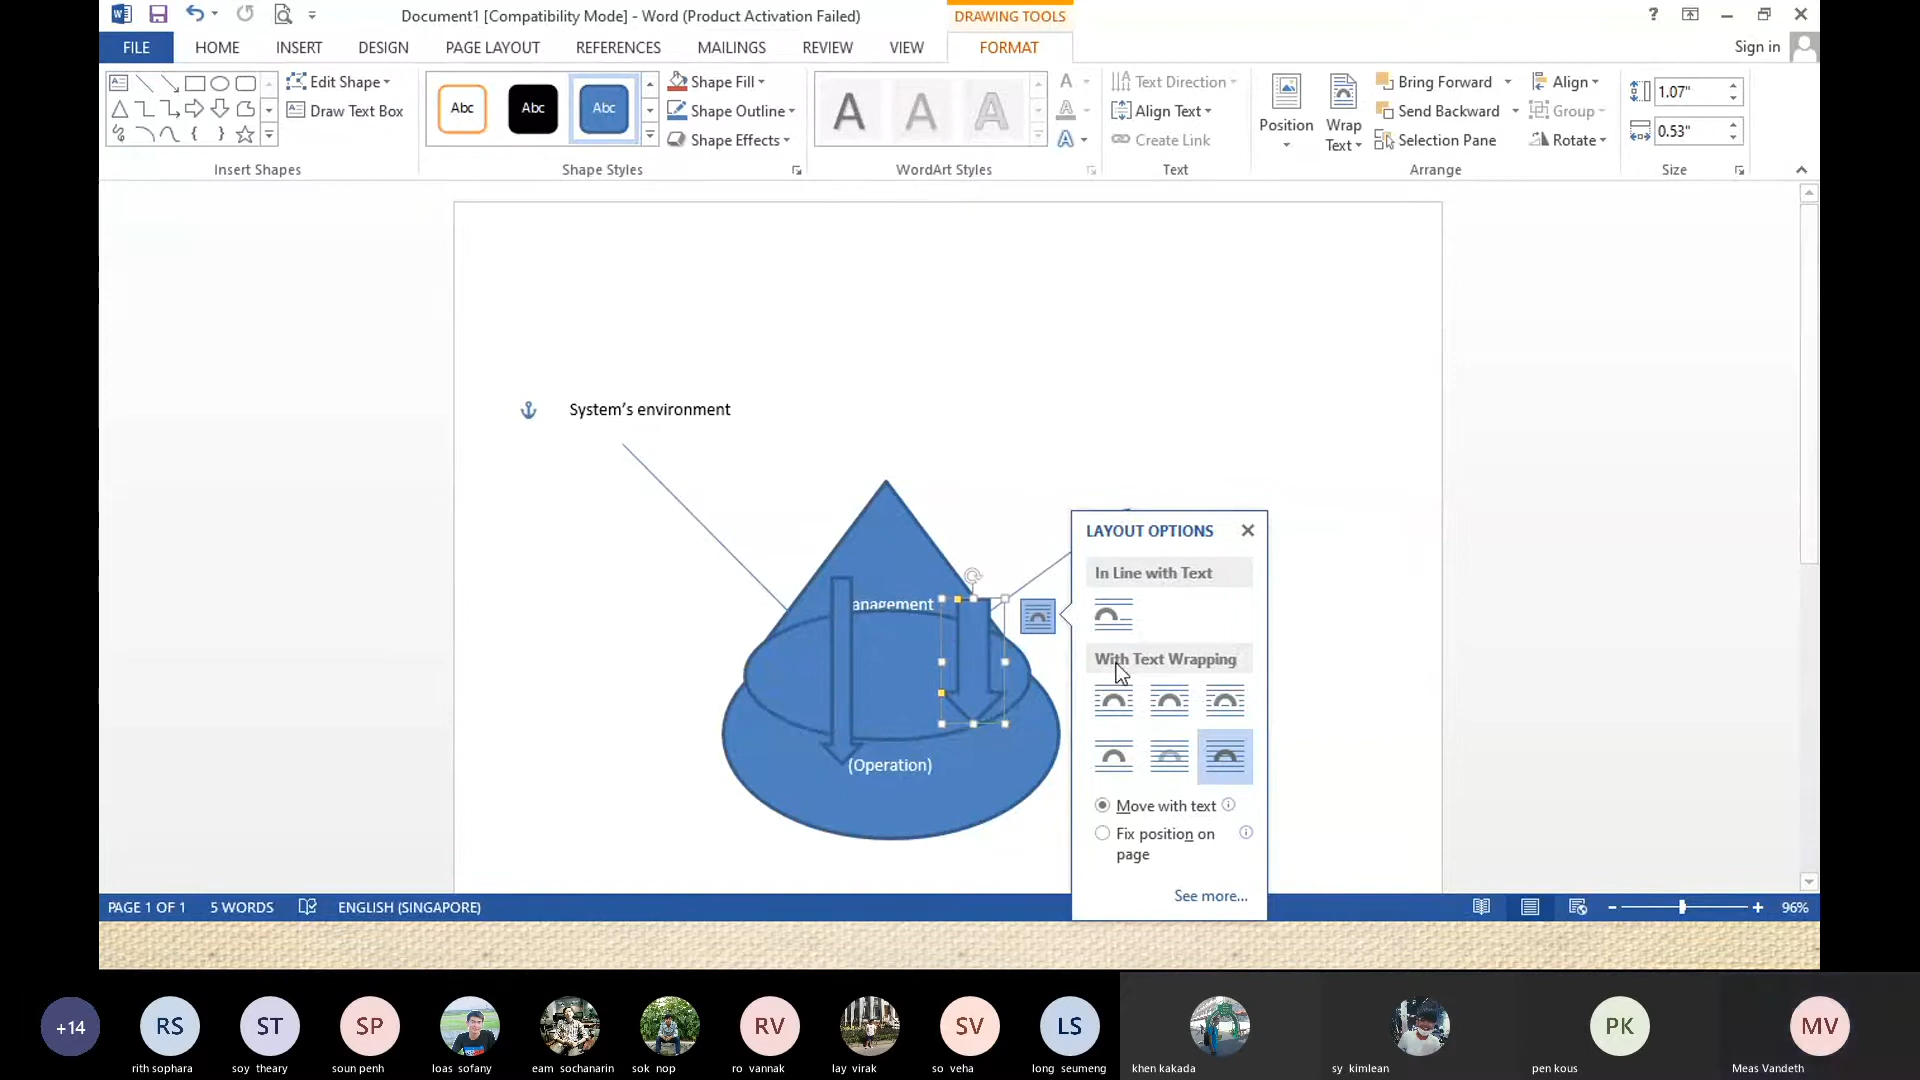 Document1 [Compatibility Mode] - Word (Product Activation Failed)
DRAWING TOOLS
?
FILE
HOME
INSERT
DESIGN
PAGE LAYOUT
REFERENCES
MAILINGS
REVIEW
VIEW
FORMAT
Sign in
Edit Shape
Draw Text Box
Insert Shapes
Abc
Abc
Abc
Shape Fill
Shape Outline
Shape Effects
Shape Styles
A
A
A
A
A
A
WordArt Styles
Text Direction
Align Text
Create Link
Text
Position
Wrap
Text
Bring Forward
Send Backward
Selection Pane
Align
Group
Rotate
Arrange
1.07"
0.53"
Size
System's environment
anagement
(Operation)
LAYOUT OPTIONS
In Line with Text
With Text Wrapping
Move with text
Fix position on
page
See more...
PAGE 1 OF 1
5 WORDS
ENGLISH (SINGAPORE)
96%
+14
RS
ST
SP
RV
SV
LS
PK
MV
rith sophara
soy theary
soun penh
loas sofany
eam sochanarin
sok nop
ro vannak
lay virak
so veha
long seumeng
khen kakada
sy kimlean
pen kous
Meas Vandeth